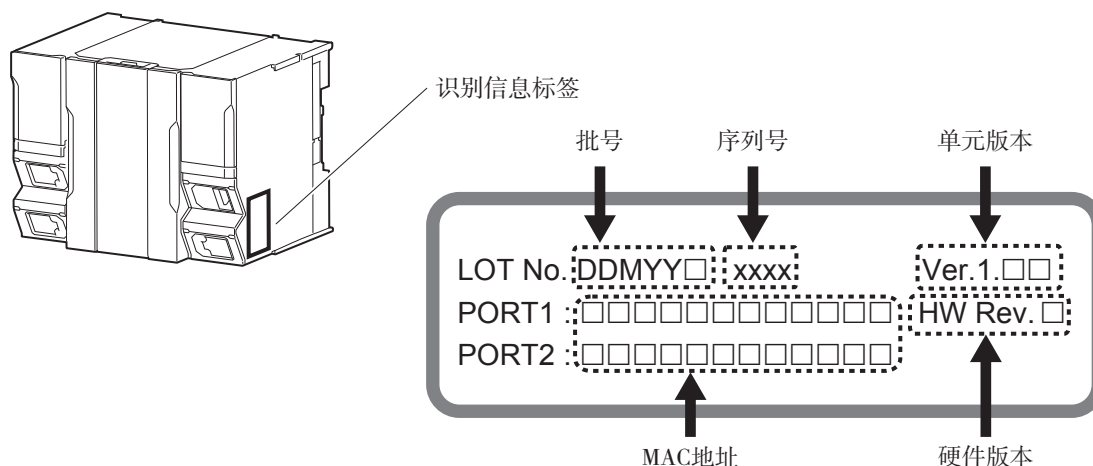 识别信息标签
批号 序列号 单元版本
LOT No. DDMYY□ xxxx Ver.1.□□
PORT1 : □□□□□□□□□□□□ HW Rev. □
PORT2 : □□□□□□□□□□□□
MAC地址 硬件版本